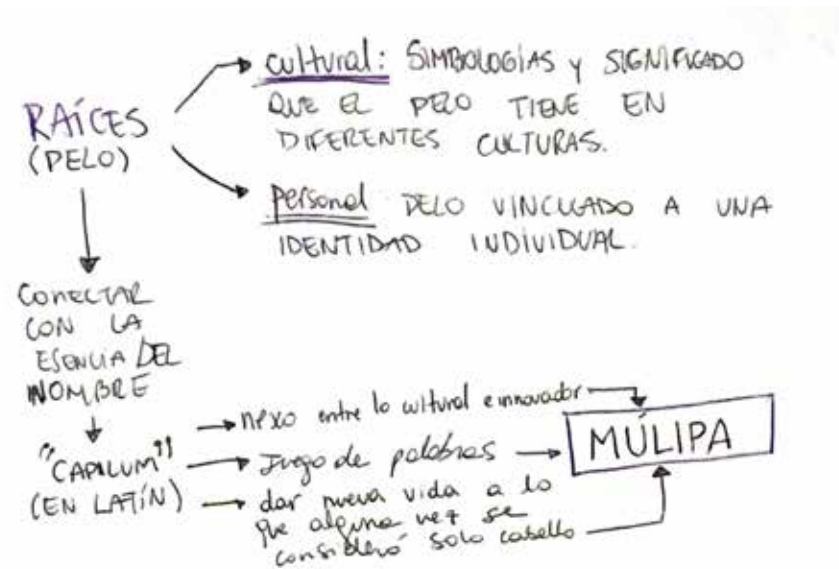 RAÍCES
(PELO)
cultural: SIMBOLOGÍAS y SIGNIFICADO
QUE EL PELO TIENE EN
DIFERENTES CULTURAS.
personal PELO VINCULADO A UNA
IDENTIDAD INDIVIDUAL.
CONECTAR
CON LA
ESENCIA DEL
NOMBRE
"CAPILUM"
(EN LATÍN)
nexo entre lo cultural e innovador
Juego de palabras
dar nueva vida a lo
que alguna vez se
consideró solo cabello
MÚLIPA